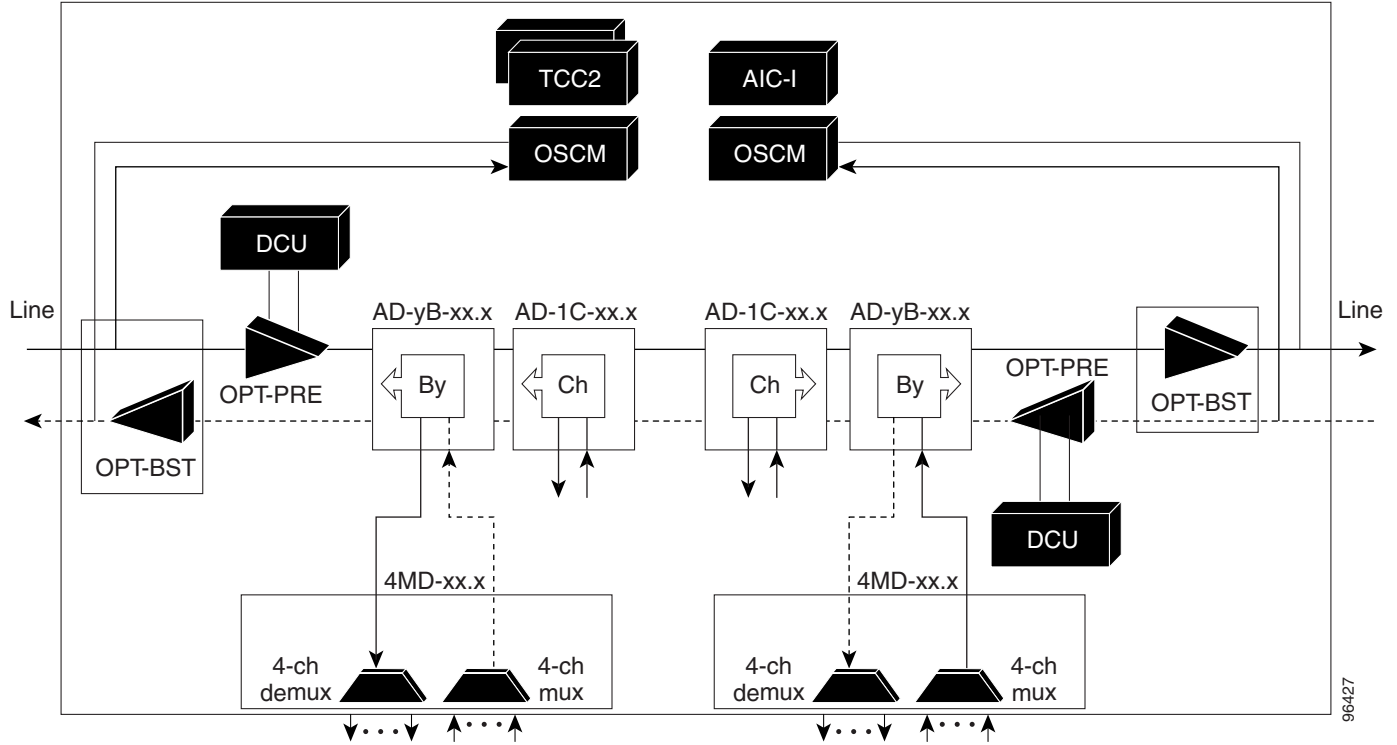 TCC2
AIC-I
OSCM
OSCM
DCU
Line
AD-yB-xx.x
AD-1C-xx.x
AD-1C-xx.x
AD-yB-xx.x
Line
OPT-PRE
By
Ch
Ch
By
OPT-PRE
OPT-BST
OPT-BST
DCU
4MD-xx.x
4MD-xx.x
4-ch
demux
4-ch
mux
4-ch
demux
4-ch
mux
96427